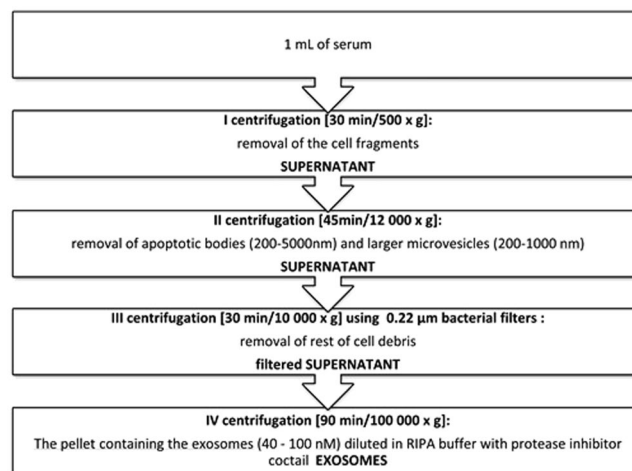 1 mL of serum
I centrifugation [30 min/500 x g]:
removal of the cell fragments
SUPERNATANT
II centrifugation [45min/12 000 x g]:
removal of apoptotic bodies (200-5000nm) and larger microvesicles (200-1000 nm)
SUPERNATANT
III centrifugation [30 min/10 000 x g] using 0.22 µm bacterial filters :
removal of rest of cell debris
filtered SUPERNATANT
IV centrifugation [90 min/100 000 x g]:
The pellet containing the exosomes (40 - 100 nM) diluted in RIPA buffer with protease inhibitor
coctail EXOSOMES